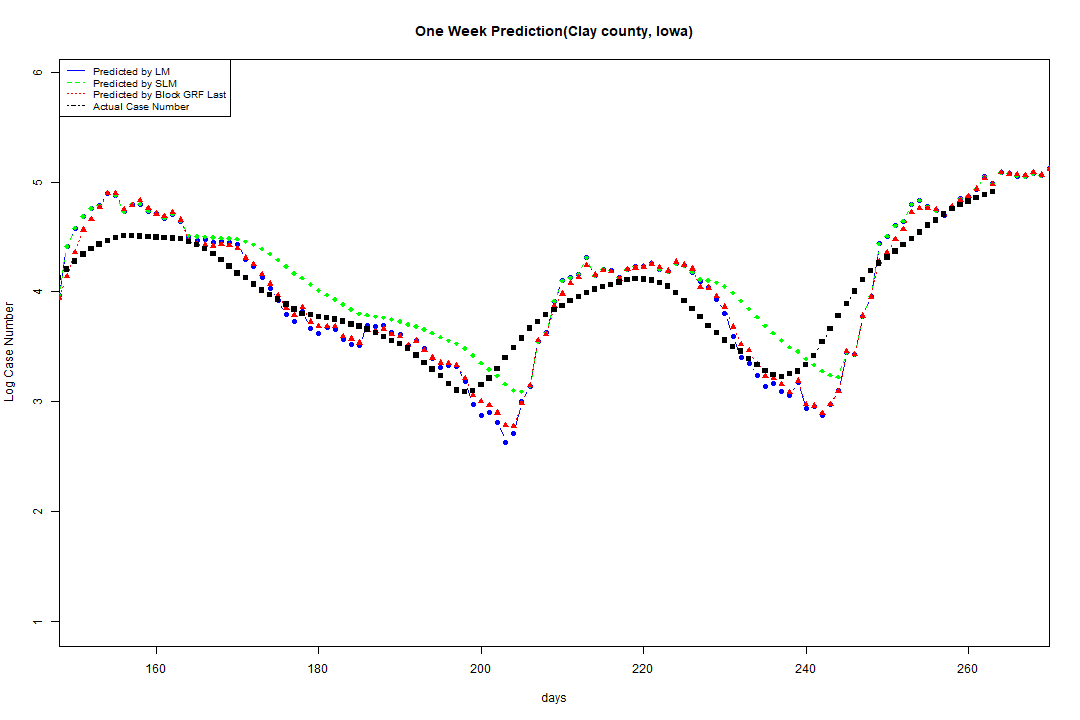 One Week Prediction(Clay county, Iowa)
Predicted by LM
Predicted by SLM
Predicted by Block GRF Last
Actual Case Number
6
5
4
3
2
1
Log Case Number
160 180 200 220 240 260
days